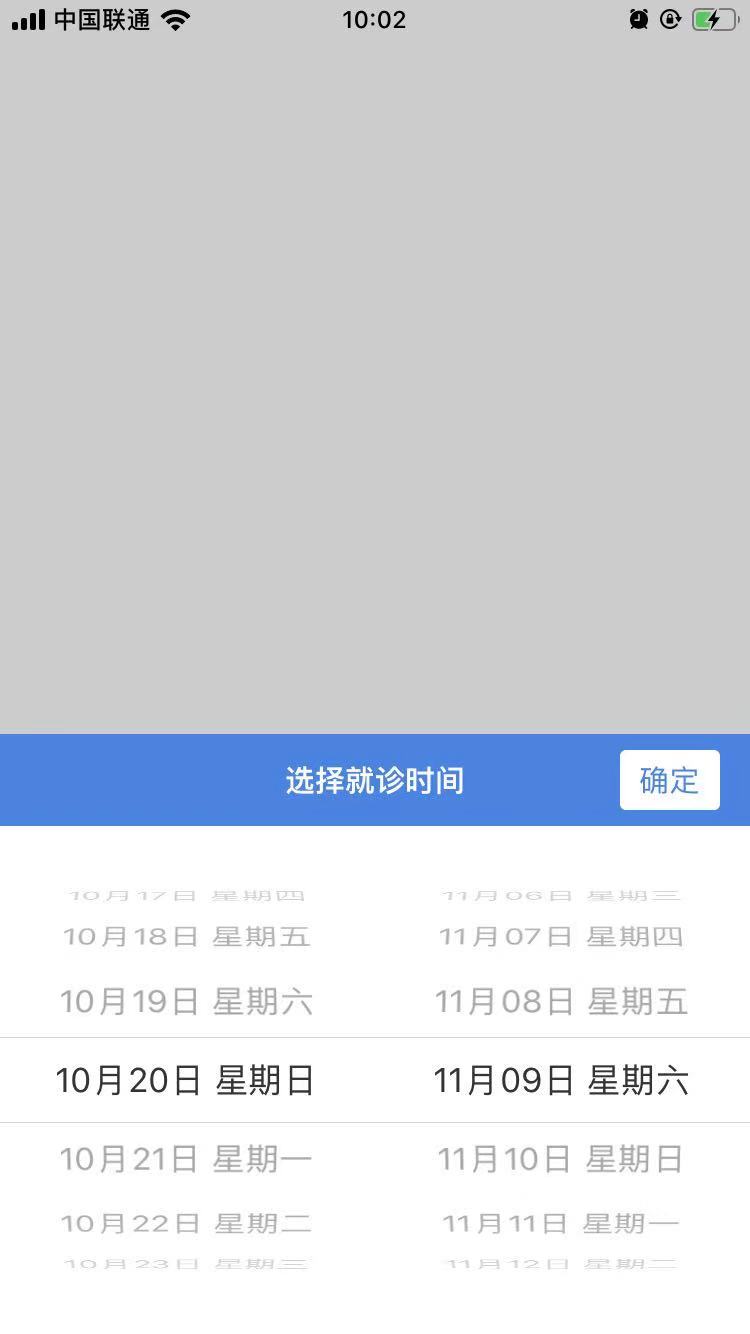 中国联通 10:02
选择就诊时间 确定
10月17日 星期四 11月06日 星期三
10月18日 星期五 11月07日 星期四
10月19日 星期六 11月08日 星期五
10月20日 星期日 11月09日 星期六
10月21日 星期一 11月10日 星期日
10月22日 星期二 11月11日 星期一
10月23日 星期三 11月12日 星期二